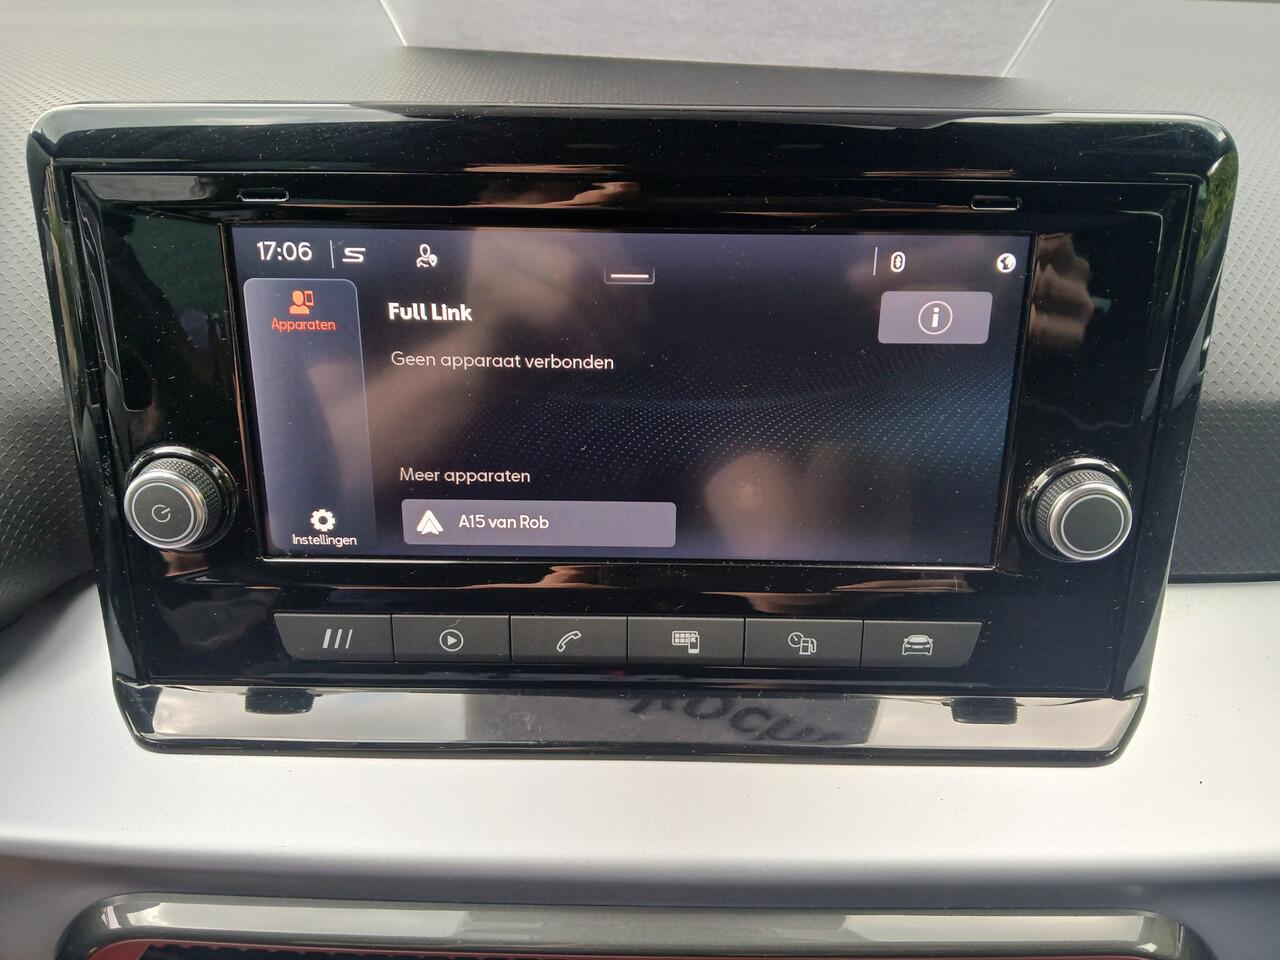 17:06
Apparaten
Full Link
Geen apparaat verbonden
Meer apparaten
A15 van Rob
Instellingen